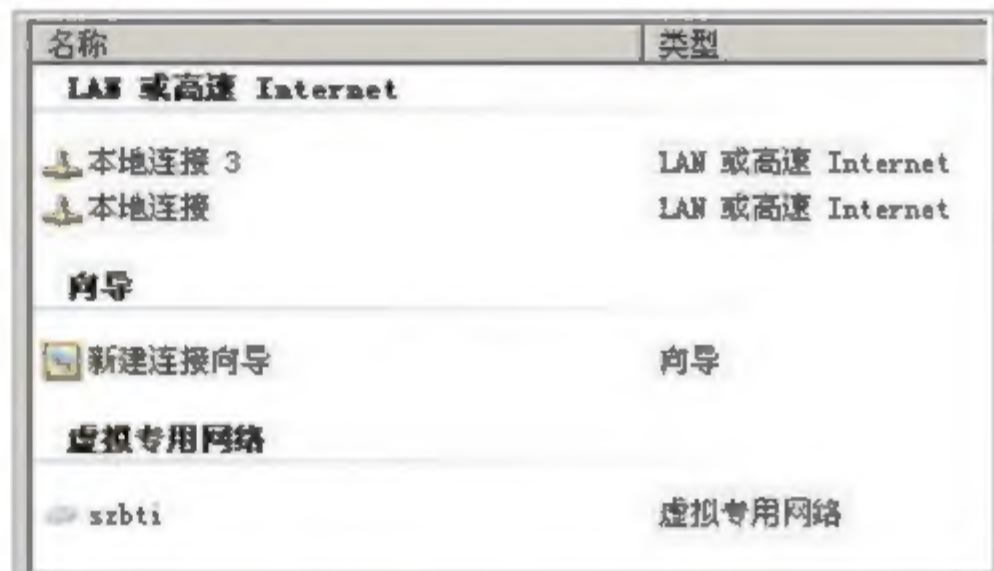 名称 类型
LAN 或高速 Internet
本地连接 3 LAN 或高速 Internet
本地连接 LAN 或高速 Internet
向导
新建连接向导 向导
虚拟专用网络
szbti 虚拟专用网络